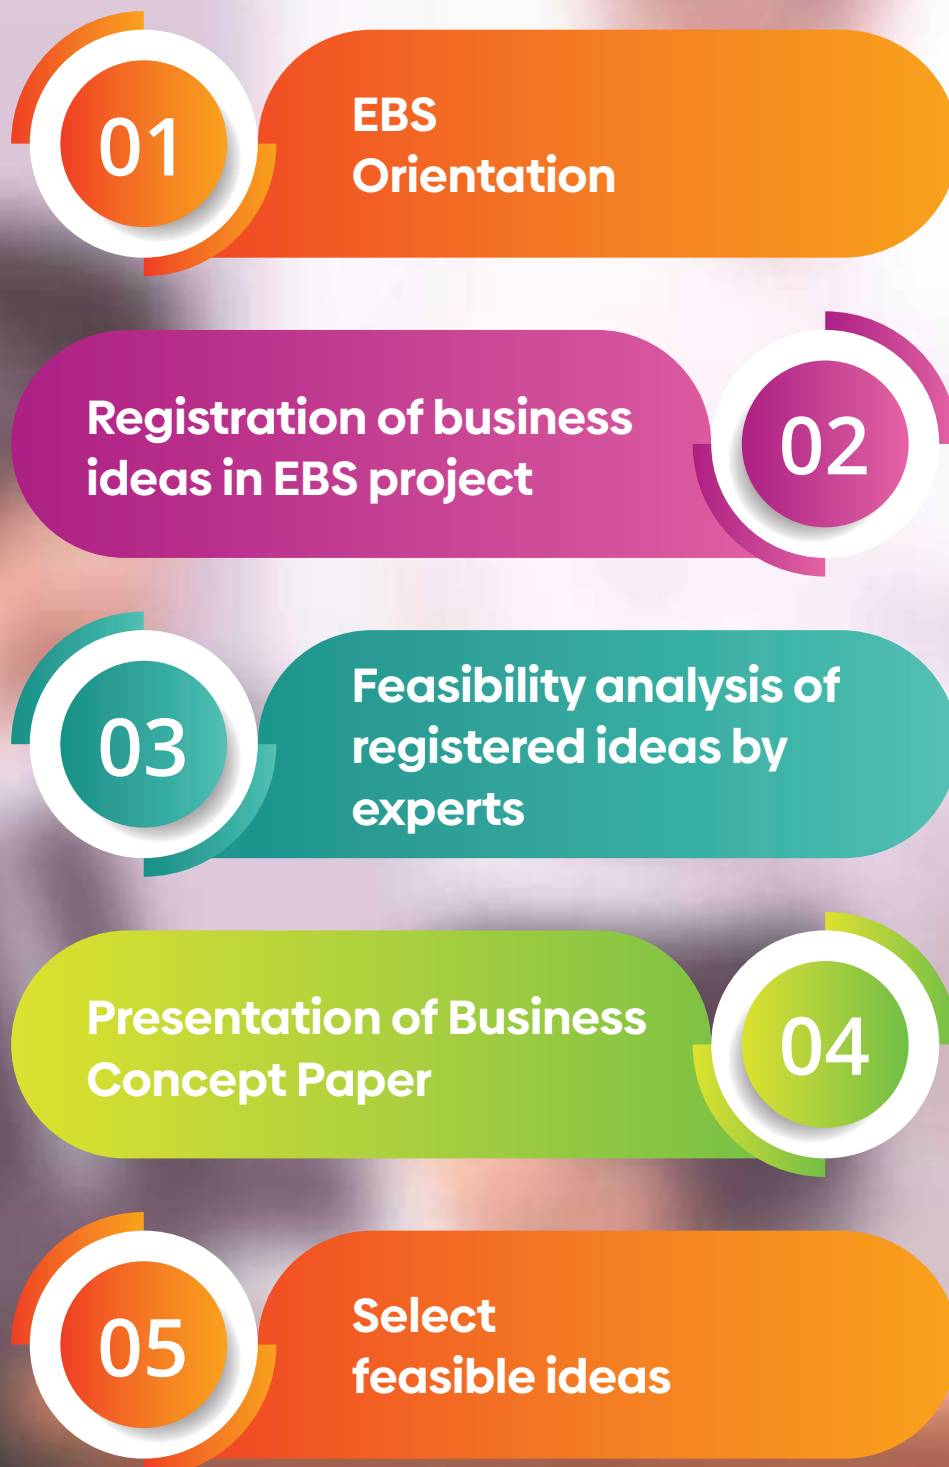 01
EBS
Orientation
Registration of business
ideas in EBS project
02
03
Feasibility analysis of
registered ideas by
experts
Presentation of Business
Concept Paper
04
05
Select
feasible ideas